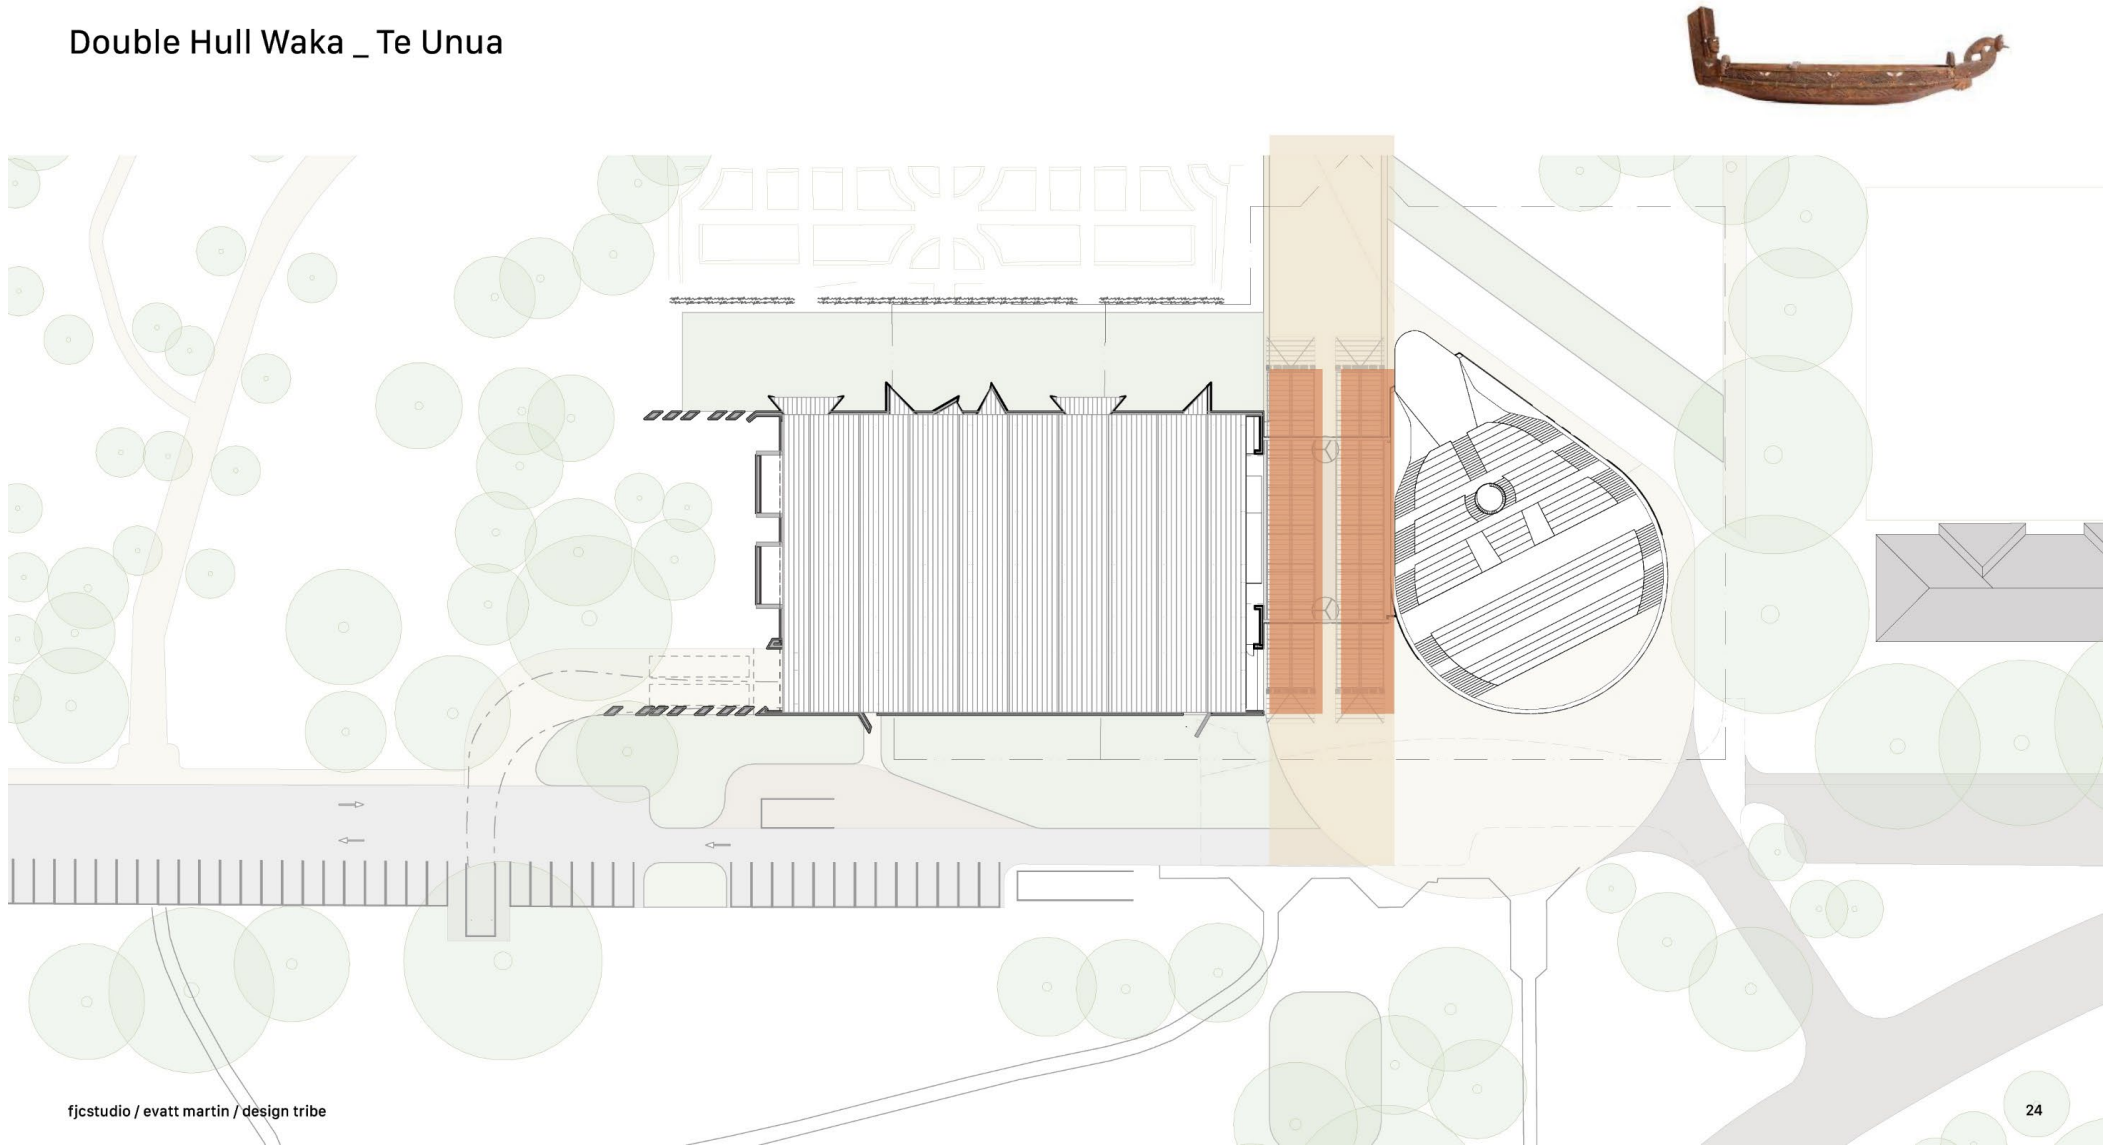 Double Hull Waka _ Te Unua
fjcstudio / evatt martin / design tribe
24